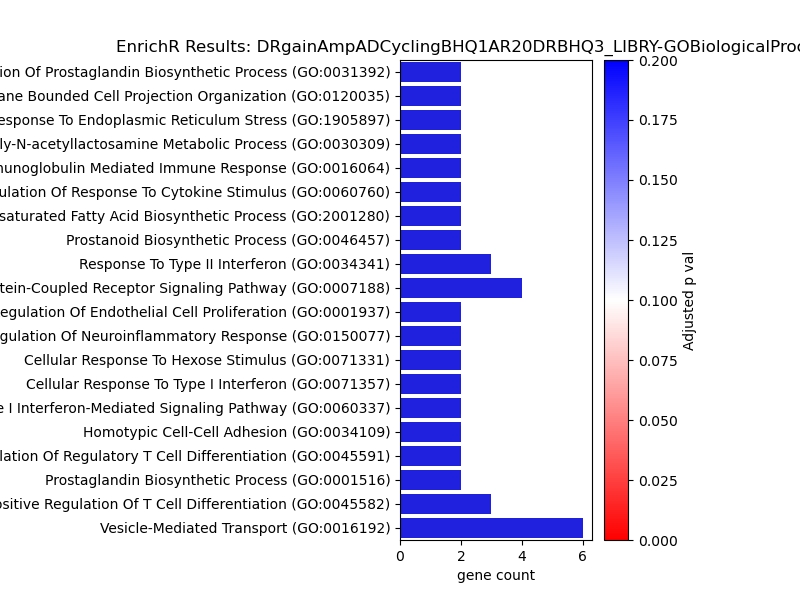 EnrichR Results: DRgainAmpADCyclingBHQ1AR20DRBHQ3_LIBRY-GOBiologicalProc
Of Prostaglandin Biosynthetic Process (GO:0031392)
Bounded Cell Projection Organization (GO:0120035)
To Endoplasmic Reticulum Stress (GO:1905897)
ly-N-acetyllactosamine Metabolic Process (GO:0030309)
Mediated Immune Response (GO:0016064)
Of Response To Cytokine Stimulus (GO:0060760)
saturated Fatty Acid Biosynthetic Process (GO:2001280)
Prostanoid Biosynthetic Process (GO:0046457)
Response To Type II Interferon (GO:0034341)
tein-Coupled Receptor Signaling Pathway (GO:0007188)
egulation Of Endothelial Cell Proliferation (GO:0001937)
gulation Of Neuroinflammatory Response (GO:0150077)
Cellular Response To Hexose Stimulus (GO:0071331)
Cellular Response To Type I Interferon (GO:0071357)
e I Interferon-Mediated Signaling Pathway (GO:0060337)
Homotypic Cell-Cell Adhesion (GO:0034109)
lation Of Regulatory T Cell Differentiation (GO:0045591)
Prostaglandin Biosynthetic Process (GO:0001516)
ositive Regulation Of T Cell Differentiation (GO:0045582)
Vesicle-Mediated Transport (GO:0016192)
0 2 4 6
gene count
0.200
0.175
0.150
0.125
0.100
0.075
0.050
0.025
0.000
Adjusted p val